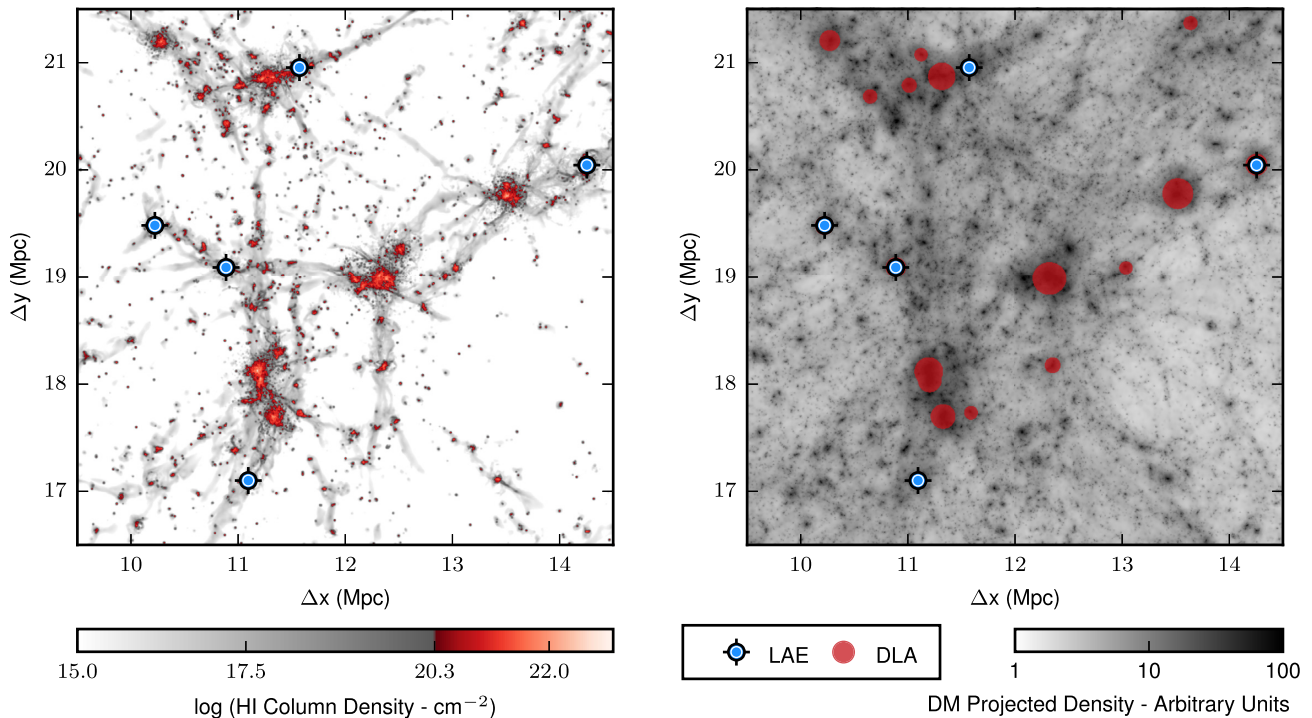 21
20
19
18
17
Δy (Mpc)
10 11 12 13 14
Δx (Mpc)
15.0 17.5 20.3 22.0
log (HI Column Density - cm⁻²)
21
20
19
18
17
Δy (Mpc)
10 11 12 13 14
Δx (Mpc)
LAE DLA
1 10 100
DM Projected Density - Arbitrary Units